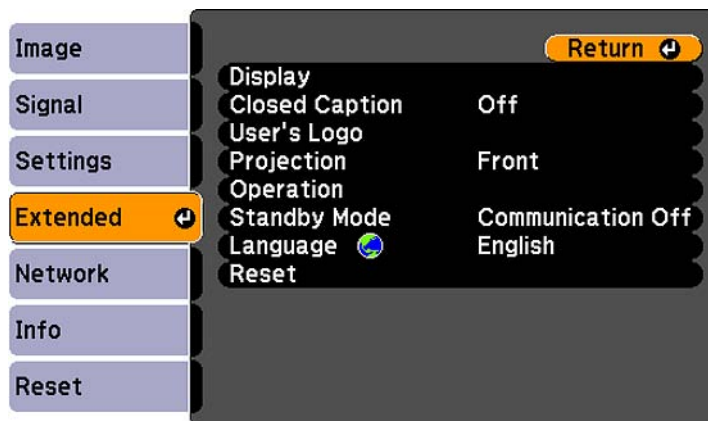 Image
Signal
Settings
Extended
Network
Info
Reset
Return
Display
Closed Caption Off
User's Logo
Projection Front
Operation
Standby Mode Communication Off
Language English
Reset